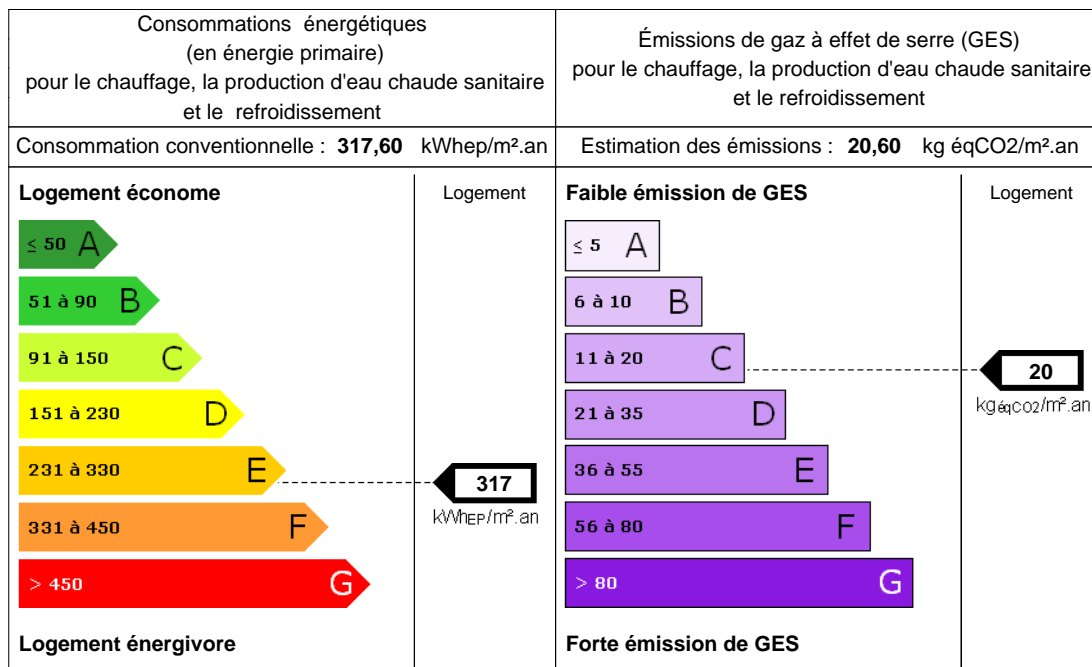 Consommations énergétiques
(en énergie primaire)
pour le chauffage, la production d'eau chaude sanitaire
et le refroidissement
Émissions de gaz à effet de serre (GES)
pour le chauffage, la production d'eau chaude sanitaire
et le refroidissement
Consommation conventionnelle : 317,60 kWhep/m².an
Estimation des émissions : 20,60 kg éqCO2/m².an
Logement économe
Logement
≤ 50 A
51 à 90 B
91 à 150 C
151 à 230 D
231 à 330 E
331 à 450 F
> 450 G
317
kWhEP/m².an
Logement énergivore
Faible émission de GES
Logement
≤ 5 A
6 à 10 B
11 à 20 C
21 à 35 D
36 à 55 E
56 à 80 F
> 80 G
20
kgéqCO2/m².an
Forte émission de GES